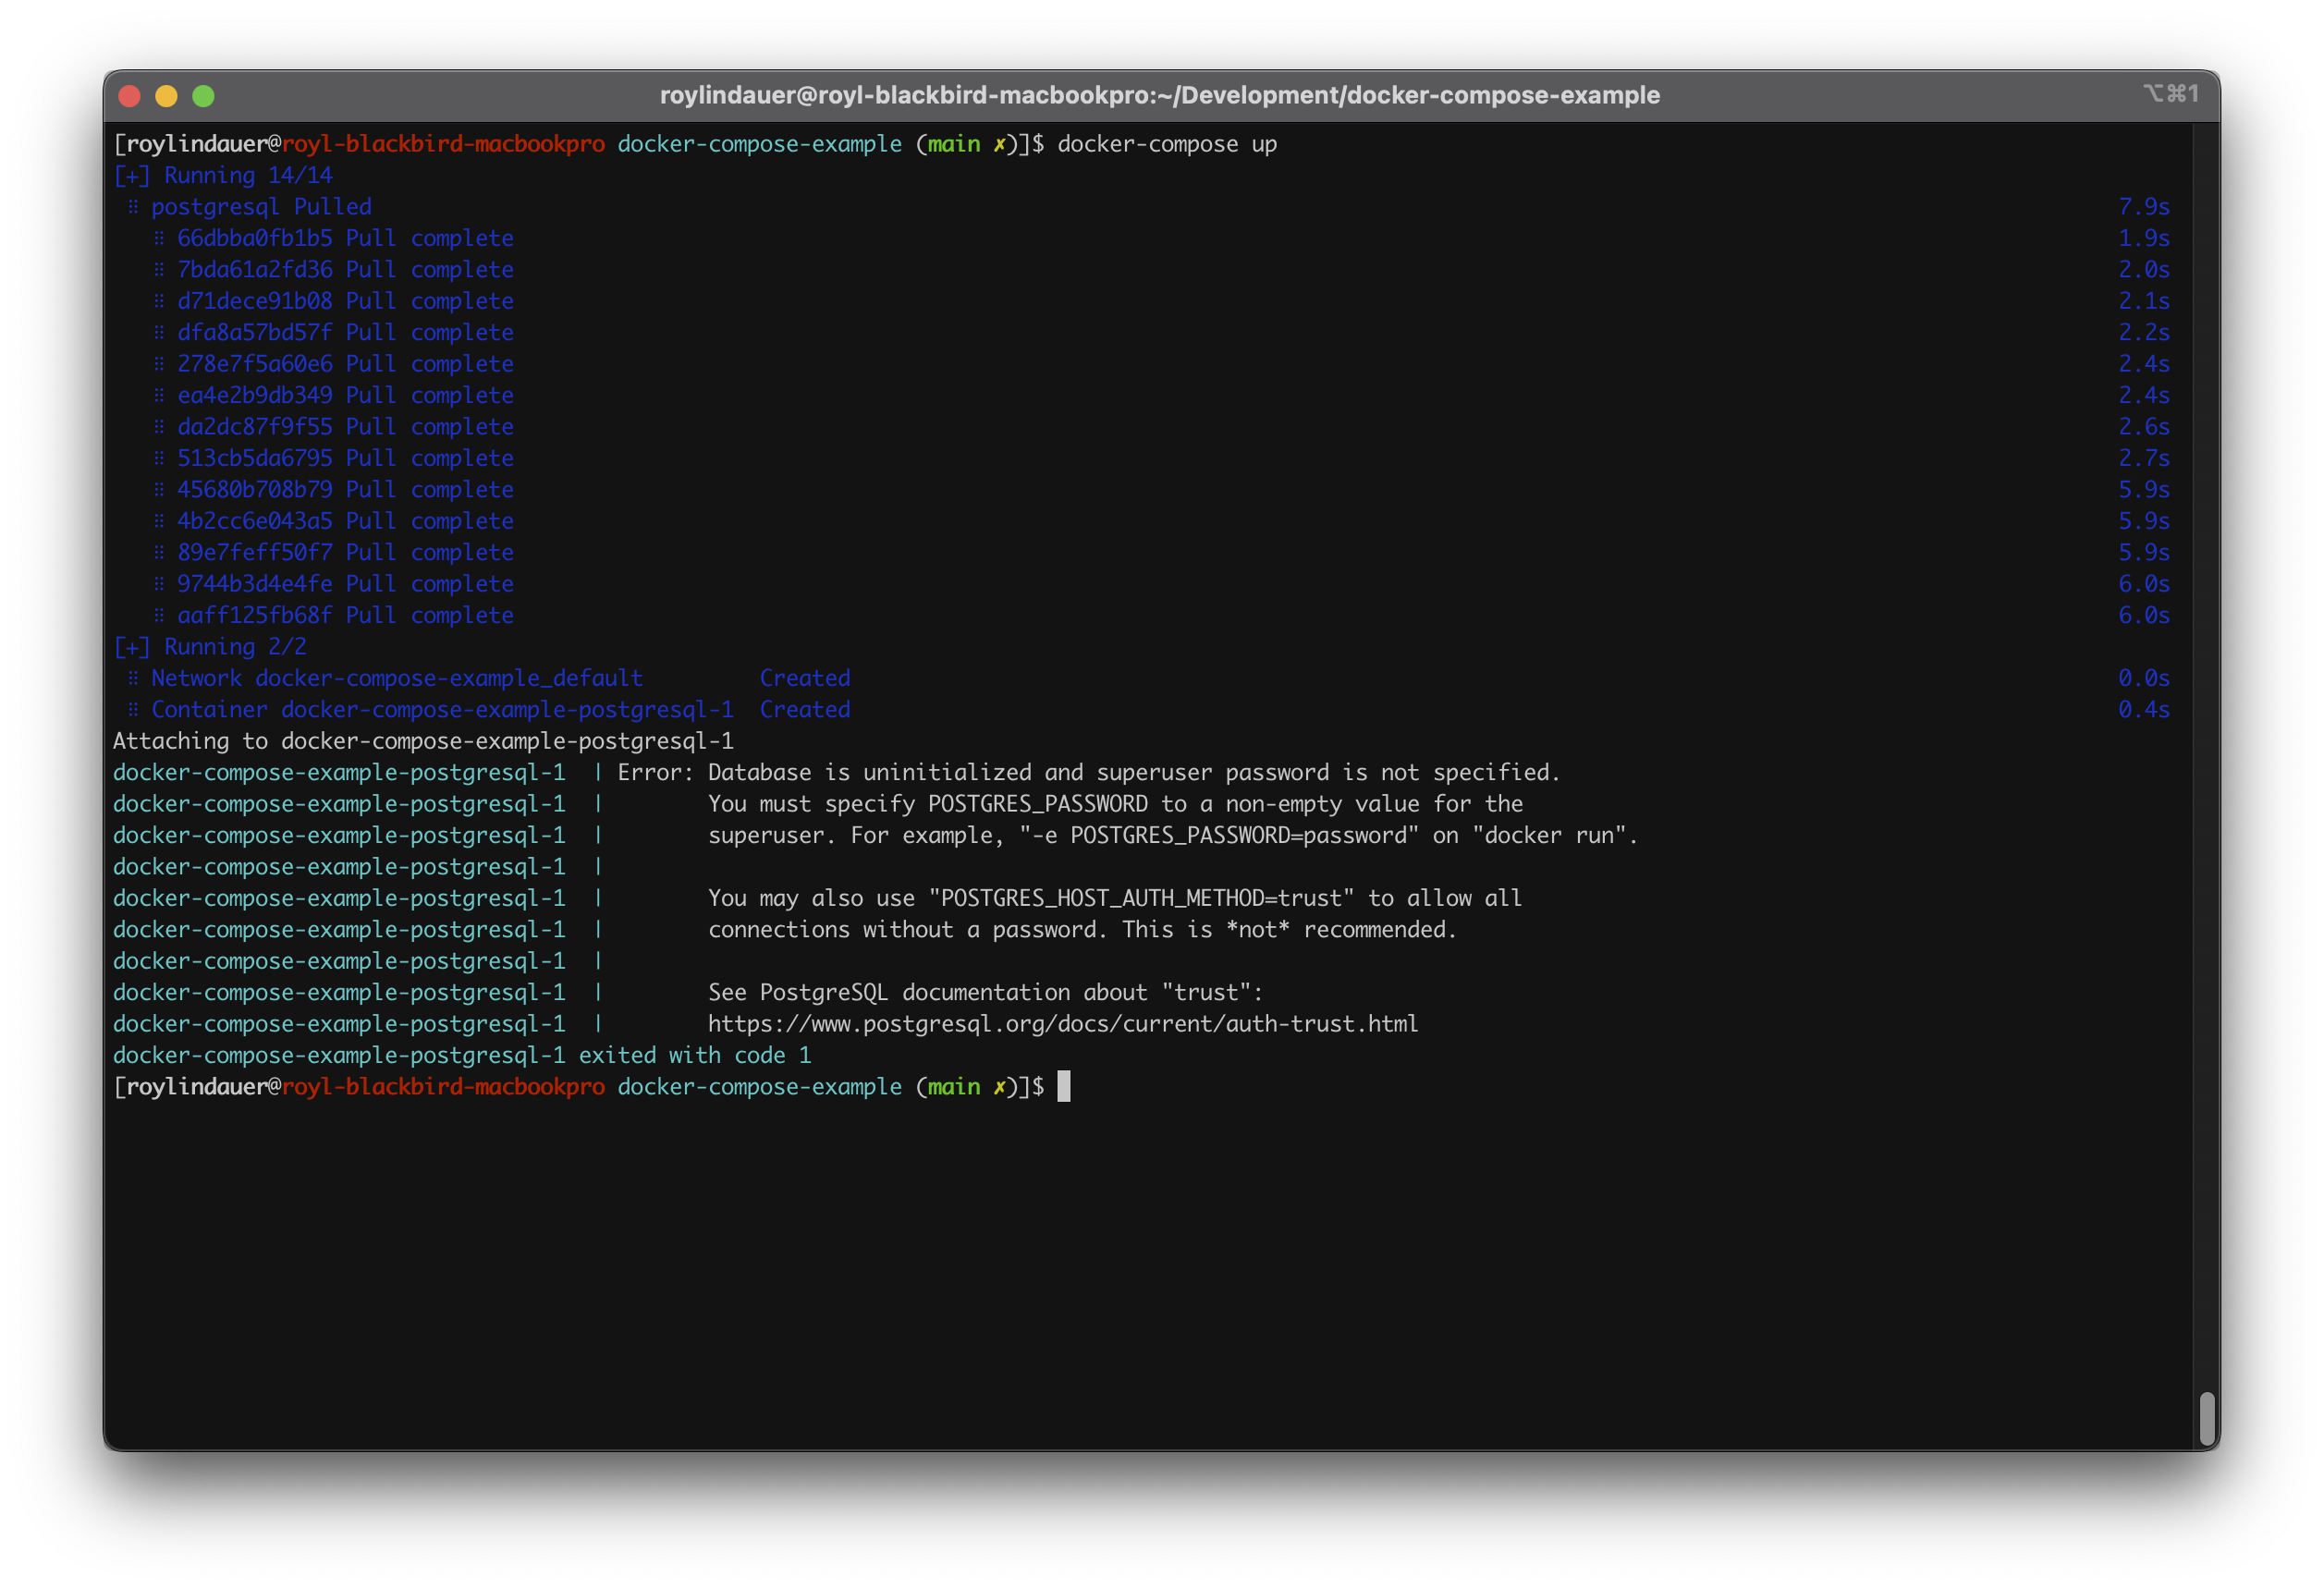 roylindauer@royl-blackbird-macbookpro:~/Development/docker-compose-example ⌥⌘1
[roylindauer@royl-blackbird-macbookpro docker-compose-example (main ✗)]$ docker-compose up
[+] Running 14/14
⠿ postgresql Pulled 7.9s
⠿ 66dbba0fb1b5 Pull complete 1.9s
⠿ 7bda61a2fd36 Pull complete 2.0s
⠿ d71dece91b08 Pull complete 2.1s
⠿ dfa8a57bd57f Pull complete 2.2s
⠿ 278e7f5a60e6 Pull complete 2.4s
⠿ ea4e2b9db349 Pull complete 2.4s
⠿ da2dc87f9f55 Pull complete 2.6s
⠿ 513cb5da6795 Pull complete 2.7s
⠿ 45680b708b79 Pull complete 5.9s
⠿ 4b2cc6e043a5 Pull complete 5.9s
⠿ 89e7feff50f7 Pull complete 5.9s
⠿ 9744b3d4e4fe Pull complete 6.0s
⠿ aaff125fb68f Pull complete 6.0s
[+] Running 2/2
⠿ Network docker-compose-example_default Created 0.0s
⠿ Container docker-compose-example-postgresql-1 Created 0.4s
Attaching to docker-compose-example-postgresql-1
docker-compose-example-postgresql-1 | Error: Database is uninitialized and superuser password is not specified.
docker-compose-example-postgresql-1 | You must specify POSTGRES_PASSWORD to a non-empty value for the
docker-compose-example-postgresql-1 | superuser. For example, "-e POSTGRES_PASSWORD=password" on "docker run".
docker-compose-example-postgresql-1 |
docker-compose-example-postgresql-1 | You may also use "POSTGRES_HOST_AUTH_METHOD=trust" to allow all
docker-compose-example-postgresql-1 | connections without a password. This is *not* recommended.
docker-compose-example-postgresql-1 |
docker-compose-example-postgresql-1 | See PostgreSQL documentation about "trust":
docker-compose-example-postgresql-1 | https://www.postgresql.org/docs/current/auth-trust.html
docker-compose-example-postgresql-1 exited with code 1
[roylindauer@royl-blackbird-macbookpro docker-compose-example (main ✗)]$